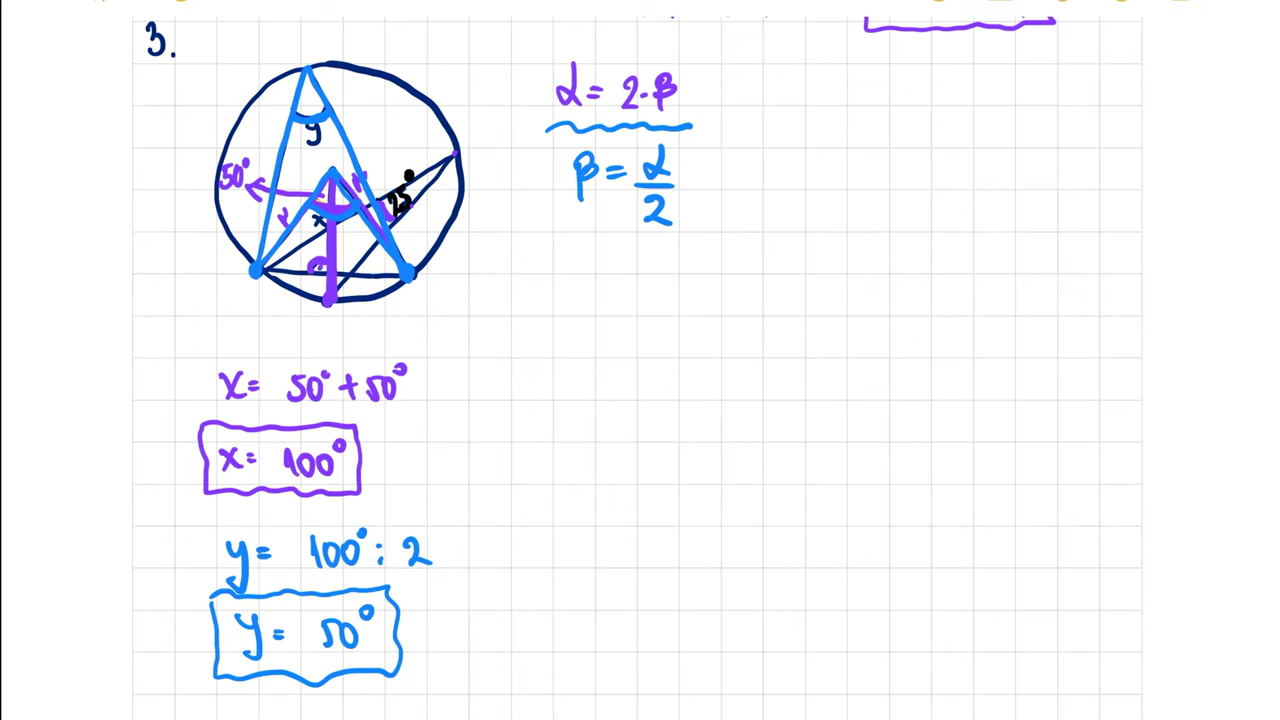 3.
α = 2·β
β = α/2
y
50°
r
25°
r
x
x = 50° + 50°
x = 100°
y = 100° : 2
y = 50°